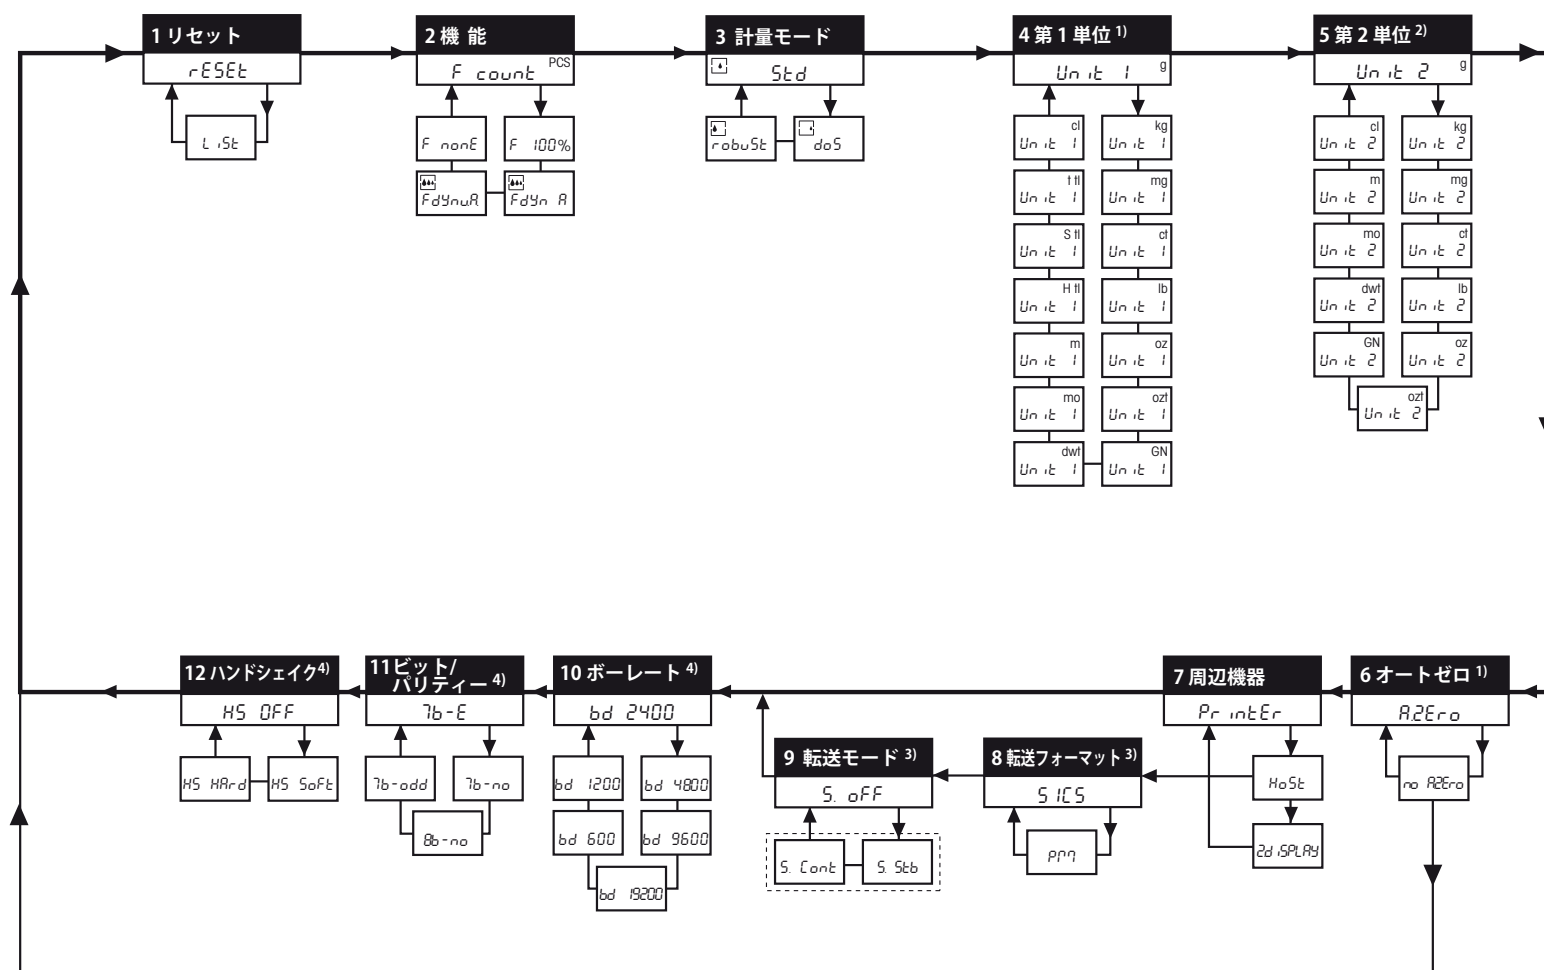 1 リセット
rESEt
LiSt
2 機 能
PCS
F count
F nonE
F 100%
FdYnu.A
FdYn A
3 計量モード
Std
robuSt
doS
4 第 1 単位 1)
g
Unit 1
cl
Unit 1
kg
Unit 1
t tl
Unit 1
mg
Unit 1
S tl
Unit 1
ct
Unit 1
H tl
Unit 1
lb
Unit 1
m
Unit 1
oz
Unit 1
mo
Unit 1
ozt
Unit 1
dwt
Unit 1
GN
Unit 1
5 第 2 単位 2)
g
Unit 2
cl
Unit 2
kg
Unit 2
m
Unit 2
mg
Unit 2
mo
Unit 2
ct
Unit 2
dwt
Unit 2
lb
Unit 2
GN
Unit 2
oz
Unit 2
ozt
Unit 2
6 オートゼロ 1)
A.ZEro
no AZEro
7 周辺機器
PrintEr
HoSt
2diSPLAY
8 転送フォーマット 3)
SICS
PM
9 転送モード 3)
S. oFF
S. Cont
S. Stb
10 ボーレート 4)
bd 2400
bd 1200
bd 4800
bd 600
bd 9600
bd 19200
11 ビット/
パリティー 4)
7b-E
7b-odd
7b-no
8b-no
12 ハンドシェイク4)
HS OFF
HS HArd
HS SoFt